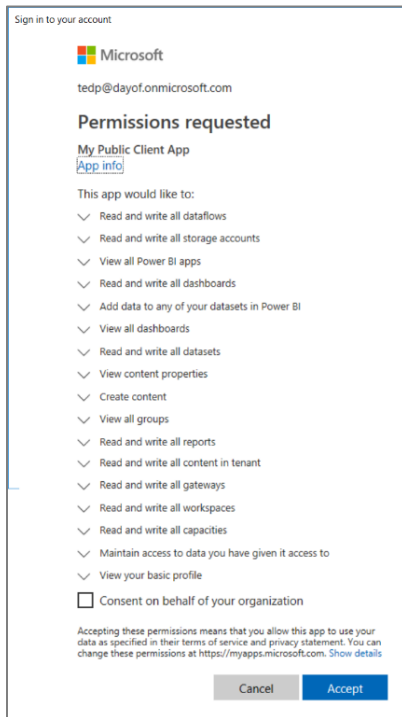 Sign in to your account
Microsoft
tedp@dayof.onmicrosoft.com
Permissions requested
My Public Client App
App info
This app would like to:
Read and write all dataflows
Read and write all storage accounts
View all Power BI apps
Read and write all dashboards
Add data to any of your datasets in Power BI
View all dashboards
Read and write all datasets
View content properties
Create content
View all groups
Read and write all reports
Read and write all content in tenant
Read and write all gateways
Read and write all workspaces
Read and write all capacities
Maintain access to data you have given it access to
View your basic profile
Consent on behalf of your organization
Accepting these permissions means that you allow this app to use your
data as specified in their terms of service and privacy statement. You can
change these permissions at https://myapps.microsoft.com. Show details
Cancel Accept